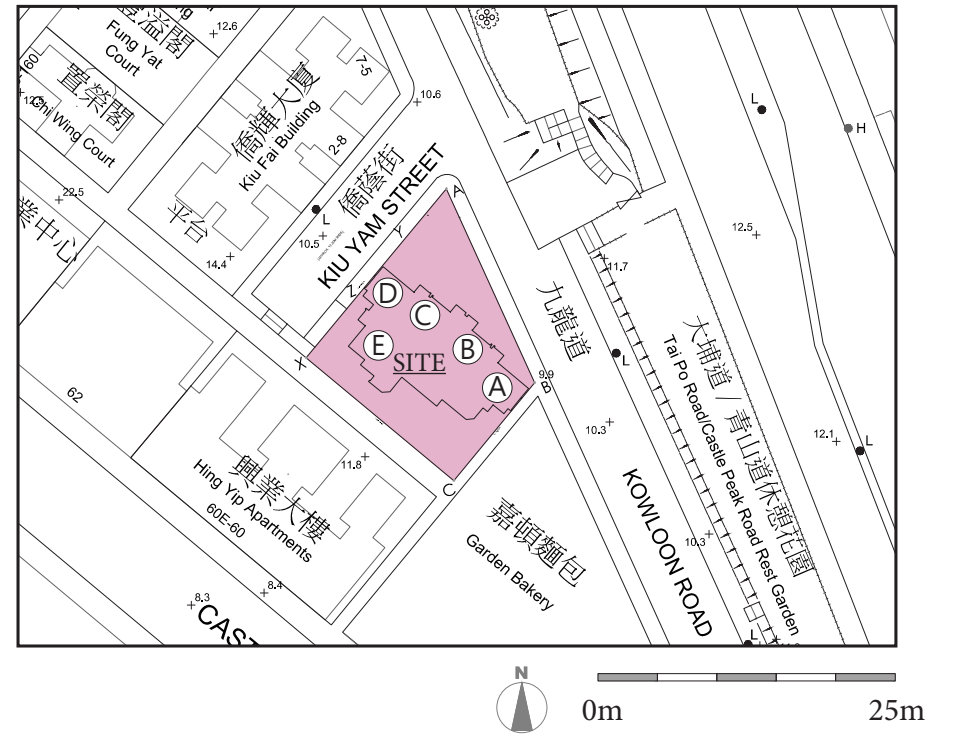 12.6
Fung Yat
Court
置榮閣
Chi Wing Court
22.5
業中心
7-5
僑輝大廈
Kiu Fai Building
2-8
平台
L
14.4
10.6
僑蔭街
KIU YAM STREET
10.5
A
Y
Z
X
B
C
D
C
E
B
A
SITE
9.9
九龍道
11.7
L
H
12.5
L
大埔道 / 青山道休憩花園
Tai Po Road/Castle Peak Road Rest Garden
12.1
L
10.3
KOWLOON ROAD
10.3
L
嘉頓麵包
Garden Bakery
62
11.8
興業大樓
Hing Yip Apartments
60E-60
8.4
8.3
CAST
N
0m
25m